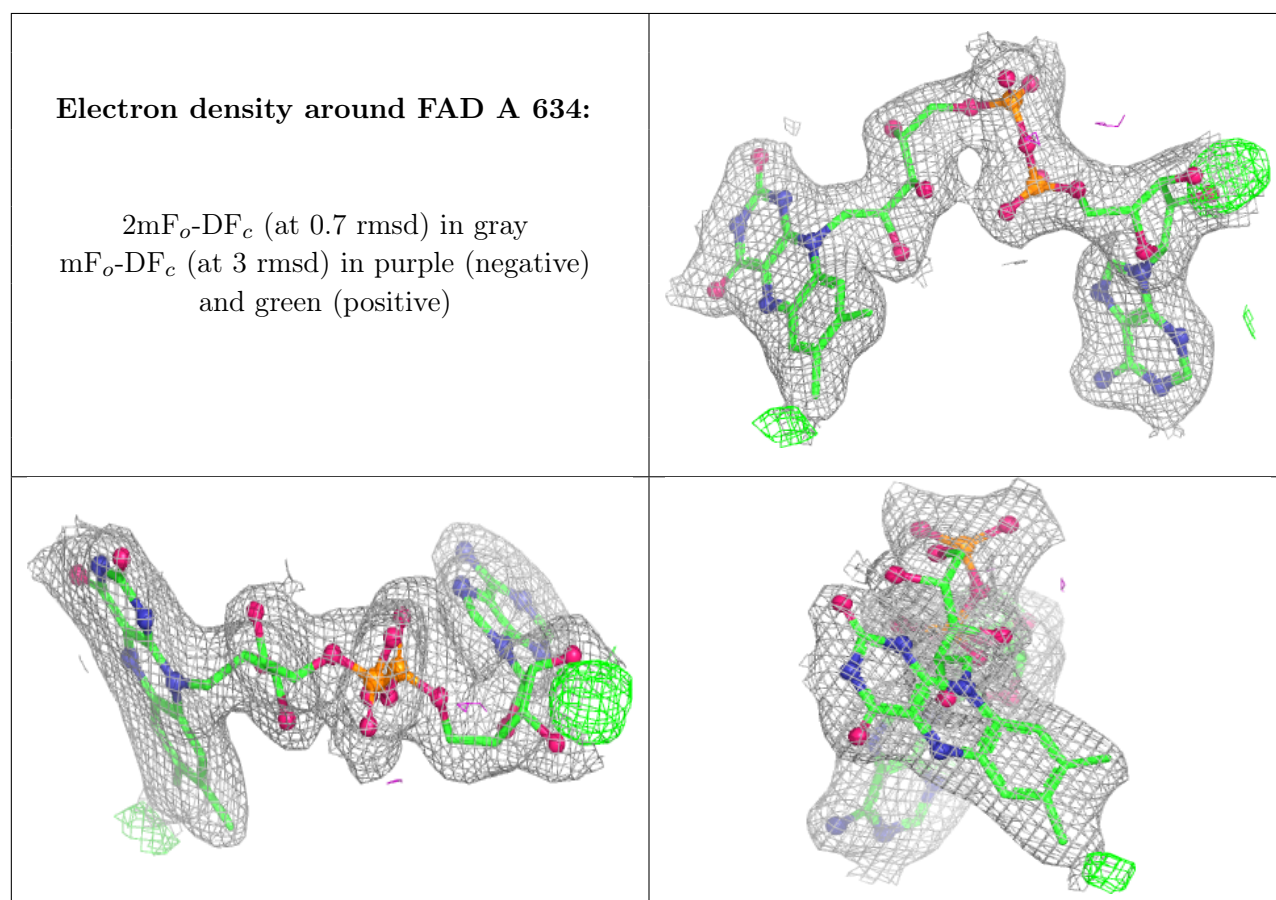 Electron density around FAD A 634:
2mFo-DFc (at 0.7 rmsd) in gray
mFo-DFc (at 3 rmsd) in purple (negative)
and green (positive)